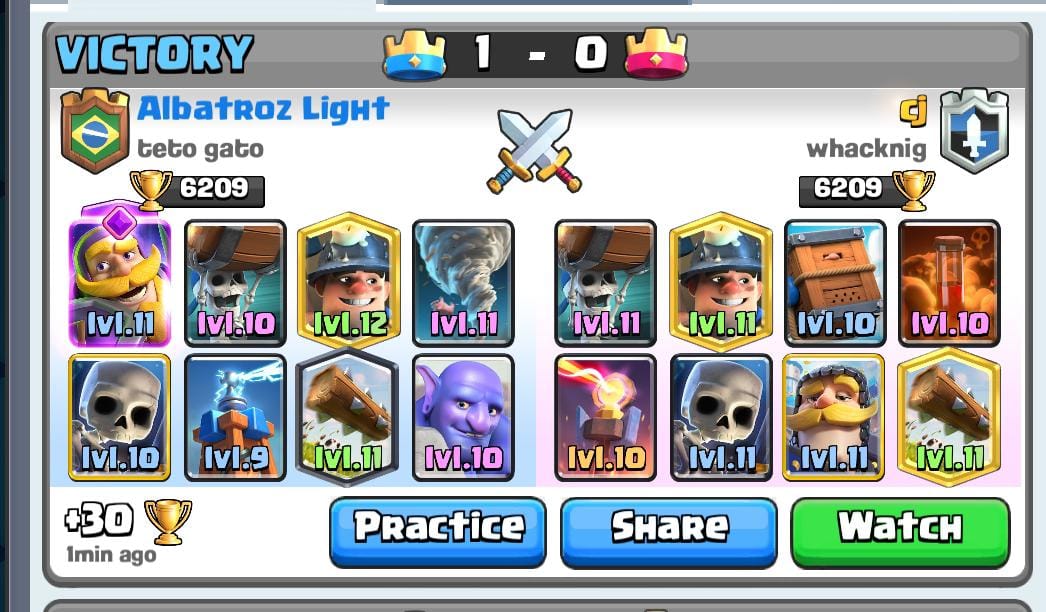 VICTORY 1 - 0
Albatroz Light cj
teto gato whacknig
6209 6209
lvl.11 lvl.10 lvl.12 lvl.11 lvl.11 lvl.11 lvl.10 lvl.10
lvl.10 lvl.9 lvl.11 lvl.10 lvl.10 lvl.11 lvl.11 lvl.11
+30
1min ago
Practice Share Watch